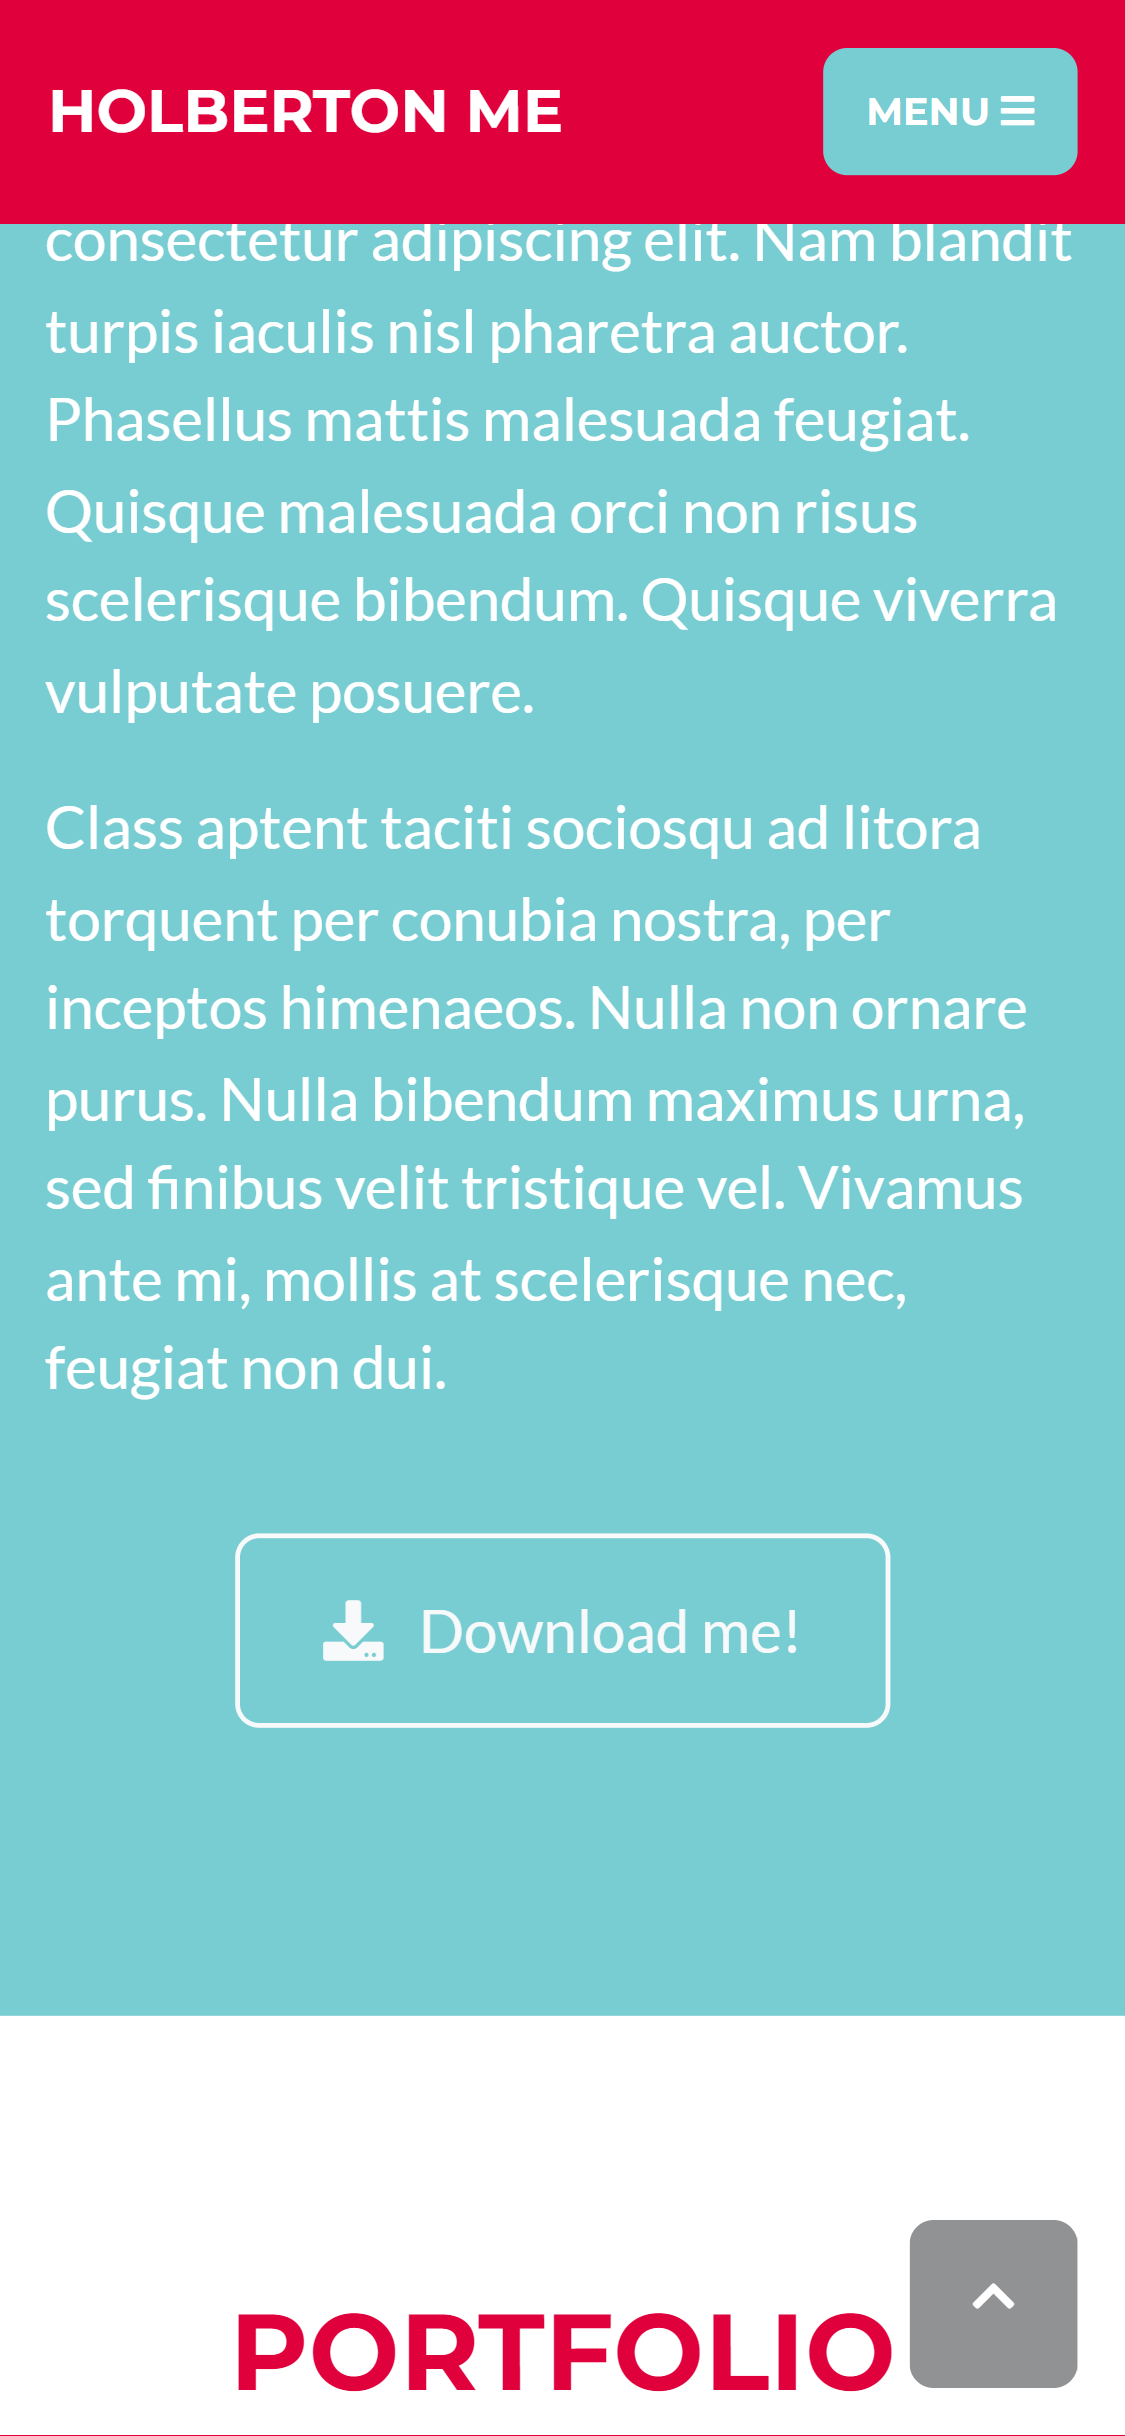 HOLBERTON ME
MENU
consectetur adipiscing elit. Nam blandit
turpis iaculis nisl pharetra auctor.
Phasellus mattis malesuada feugiat.
Quisque malesuada orci non risus
scelerisque bibendum. Quisque viverra
vulputate posuere.
Class aptent taciti sociosqu ad litora
torquent per conubia nostra, per
inceptos himenaeos. Nulla non ornare
purus. Nulla bibendum maximus urna,
sed finibus velit tristique vel. Vivamus
ante mi, mollis at scelerisque nec,
feugiat non dui.
Download me!
PORTFOLIO